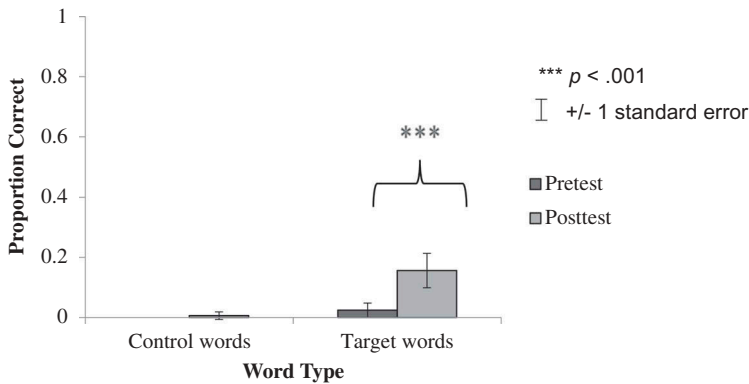 1
0.8
0.6
0.4
0.2
0
Proportion Correct
***
Control words
Target words
Word Type
*** p < .001
+/- 1 standard error
Pretest
Posttest